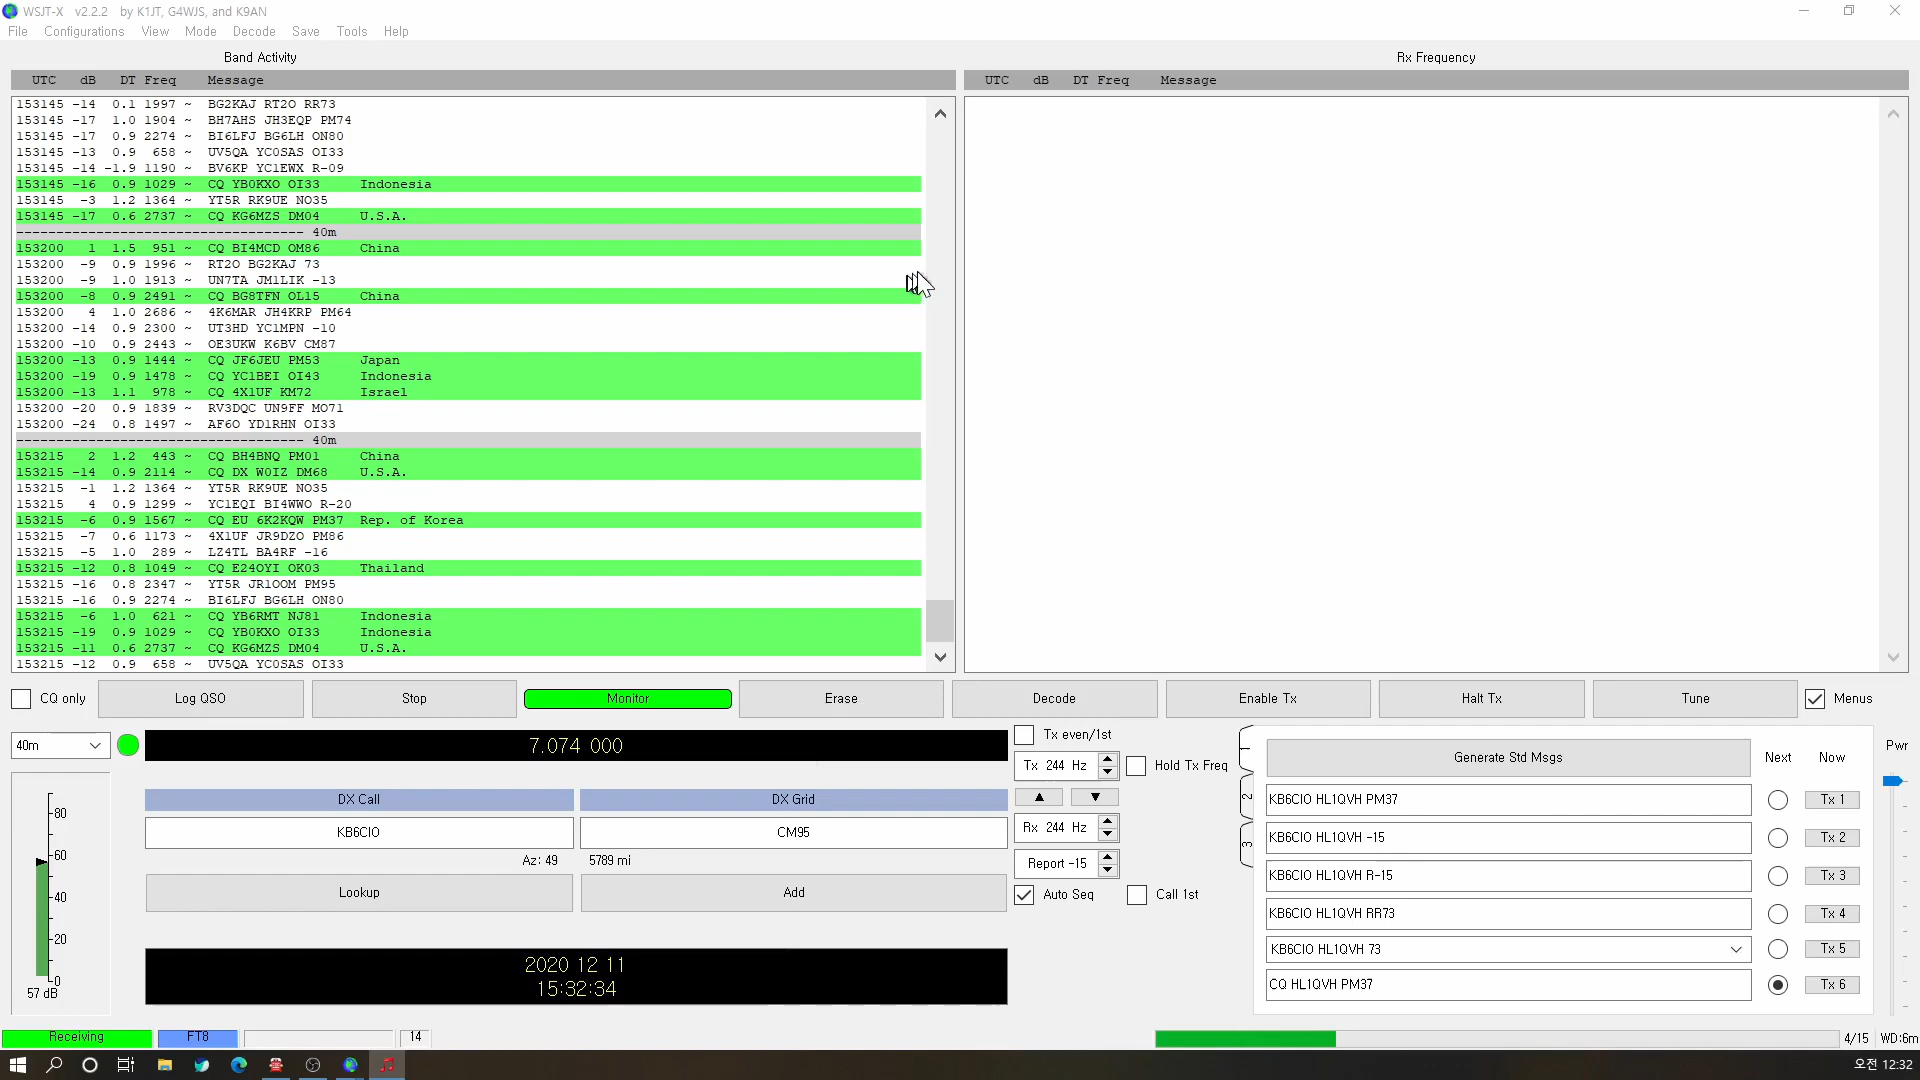 WSJT-X v2.2.2 by K1JT, G4WJS, and K9AN
File Configurations View Mode Decode Save Tools Help
Band Activity
Rx Frequency
UTC dB DT Freq Message
UTC dB DT Freq Message
153145 -14 0.1 1997 ~ BG2KAJ RT2O RR73
153145 -17 1.0 1904 ~ BH7AHS JH3EQP PM74
153145 -17 0.9 2274 ~ BI6LFJ BG6LH ON80
153145 -13 0.9 658 ~ UV5QA YC0SAS OI33
153145 -14 -1.9 1190 ~ BV6KP YC1EWX R-09
153145 -16 0.9 1029 ~ CQ YB0KXO OI33 Indonesia
153145 -3 1.2 1364 ~ YT5R RK9UE NO35
153145 -17 0.6 2737 ~ CQ KG6MZS DM04 U.S.A.
------------------------------------ 40m
153200 1 1.5 951 ~ CQ BI4MCD OM86 China
153200 -9 0.9 1996 ~ RT2O BG2KAJ 73
153200 -9 1.0 1913 ~ UN7TA JM1LIK -13
153200 -8 0.9 2491 ~ CQ BG8TFN OL15 China
153200 4 1.0 2686 ~ 4K6MAR JH4KRP PM64
153200 -14 0.9 2300 ~ UT3HD YC1MPN -10
153200 -10 0.9 2443 ~ OE3UKW K6BV CM87
153200 -13 0.9 1444 ~ CQ JF6JEU PM53 Japan
153200 -19 0.9 1478 ~ CQ YC1BEI OI43 Indonesia
153200 -13 1.1 978 ~ CQ 4X1UF KM72 Israel
153200 -20 0.9 1839 ~ RV3DQC UN9FF MO71
153200 -24 0.8 1497 ~ AF6O YD1RHN OI33
------------------------------------ 40m
153215 2 1.2 443 ~ CQ BH4BNQ PM01 China
153215 -14 0.9 2114 ~ CQ DX W0IZ DM68 U.S.A.
153215 -1 1.2 1364 ~ YT5R RK9UE NO35
153215 4 0.9 1299 ~ YC1EQI BI4WWO R-20
153215 -6 0.9 1567 ~ CQ EU 6K2KQW PM37 Rep. of Korea
153215 -7 0.6 1173 ~ 4X1UF JR9DZO PM86
153215 -5 1.0 289 ~ LZ4TL BA4RF -16
153215 -12 0.8 1049 ~ CQ E24OYI OK03 Thailand
153215 -16 0.8 2347 ~ YT5R JR1OOM PM95
153215 -16 0.9 2274 ~ BI6LFJ BG6LH ON80
153215 -6 1.0 621 ~ CQ YB6RMT NJ81 Indonesia
153215 -19 0.9 1029 ~ CQ YB0KXO OI33 Indonesia
153215 -11 0.6 2737 ~ CQ KG6MZS DM04 U.S.A.
153215 -12 0.9 658 ~ UV5QA YC0SAS OI33
CQ only Log QSO Stop Monitor Erase Decode Enable Tx Halt Tx Tune Menus
40m 7.074 000
Tx even/1st
Tx 244 Hz Hold Tx Freq
DX Call DX Grid
KB6CIO CM95
Az: 49 5789 mi
Lookup Add
▲ ▼
Rx 244 Hz
Report -15
Auto Seq Call 1st
2020 12 11
15:32:34
80
60
40
20
0
57 dB
1
2
3
Generate Std Msgs Next Now Pwr
KB6CIO HL1QVH PM37 Tx 1
KB6CIO HL1QVH -15 Tx 2
KB6CIO HL1QVH R-15 Tx 3
KB6CIO HL1QVH RR73 Tx 4
KB6CIO HL1QVH 73 Tx 5
CQ HL1QVH PM37 Tx 6
Receiving FT8 14 4/15 WD:6m
오전 12:32